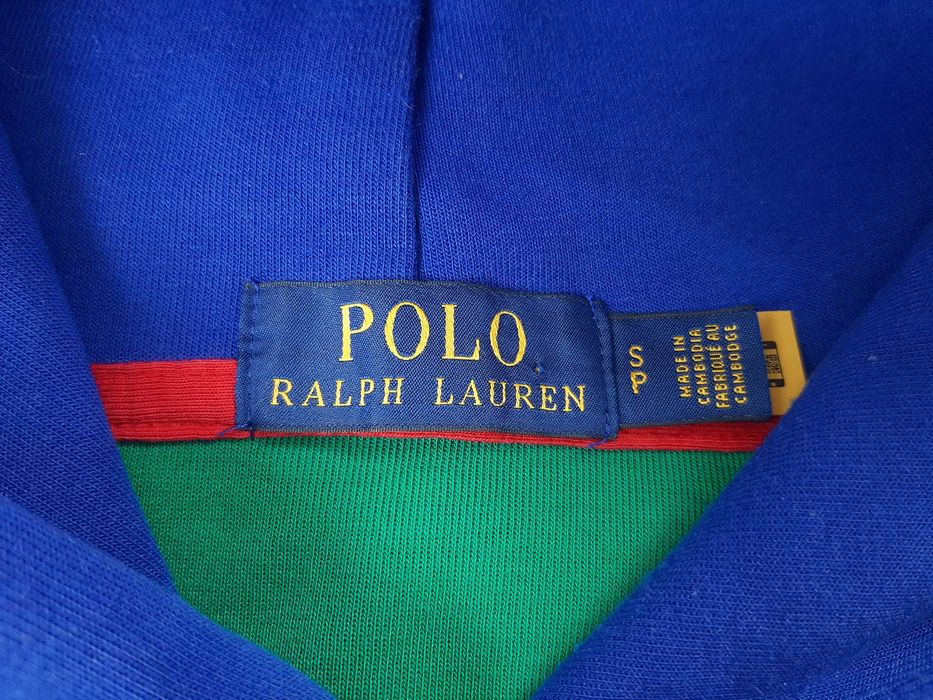 POLO
RALPH LAUREN
S
P
MADE IN
CAMBODIA
FABRIQUÉ AU
CAMBODGE